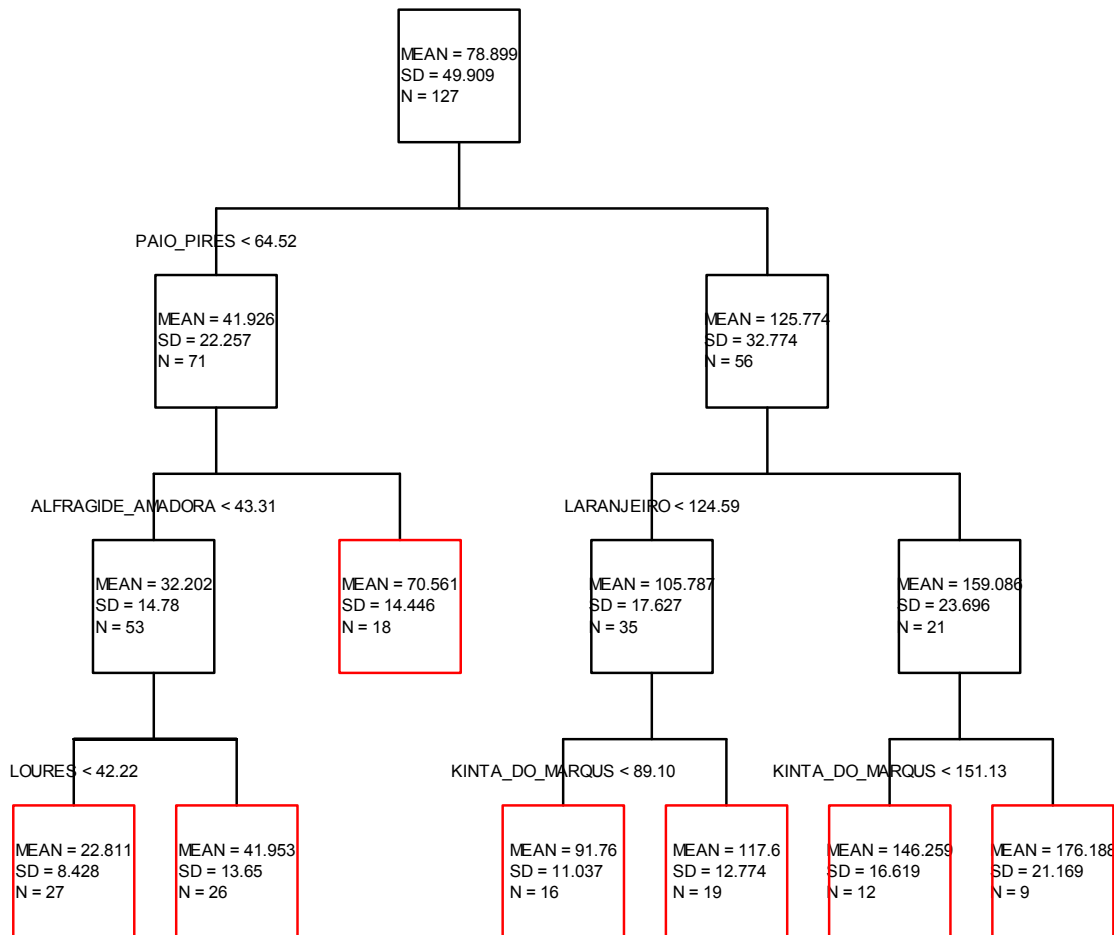 MEAN = 78.899
SD = 49.909
N = 127
PAIO_PIRES < 64.52
MEAN = 41.926
SD = 22.257
N = 71
MEAN = 125.774
SD = 32.774
N = 56
ALFRAGIDE_AMADORA < 43.31
LARANJEIRO < 124.59
MEAN = 32.202
SD = 14.78
N = 53
MEAN = 70.561
SD = 14.446
N = 18
MEAN = 105.787
SD = 17.627
N = 35
MEAN = 159.086
SD = 23.696
N = 21
LOURES < 42.22
KINTA_DO_MARQUS < 89.10
KINTA_DO_MARQUS < 151.13
MEAN = 22.811
SD = 8.428
N = 27
MEAN = 41.953
SD = 13.65
N = 26
MEAN = 91.76
SD = 11.037
N = 16
MEAN = 117.6
SD = 12.774
N = 19
MEAN = 146.259
SD = 16.619
N = 12
MEAN = 176.188
SD = 21.169
N = 9